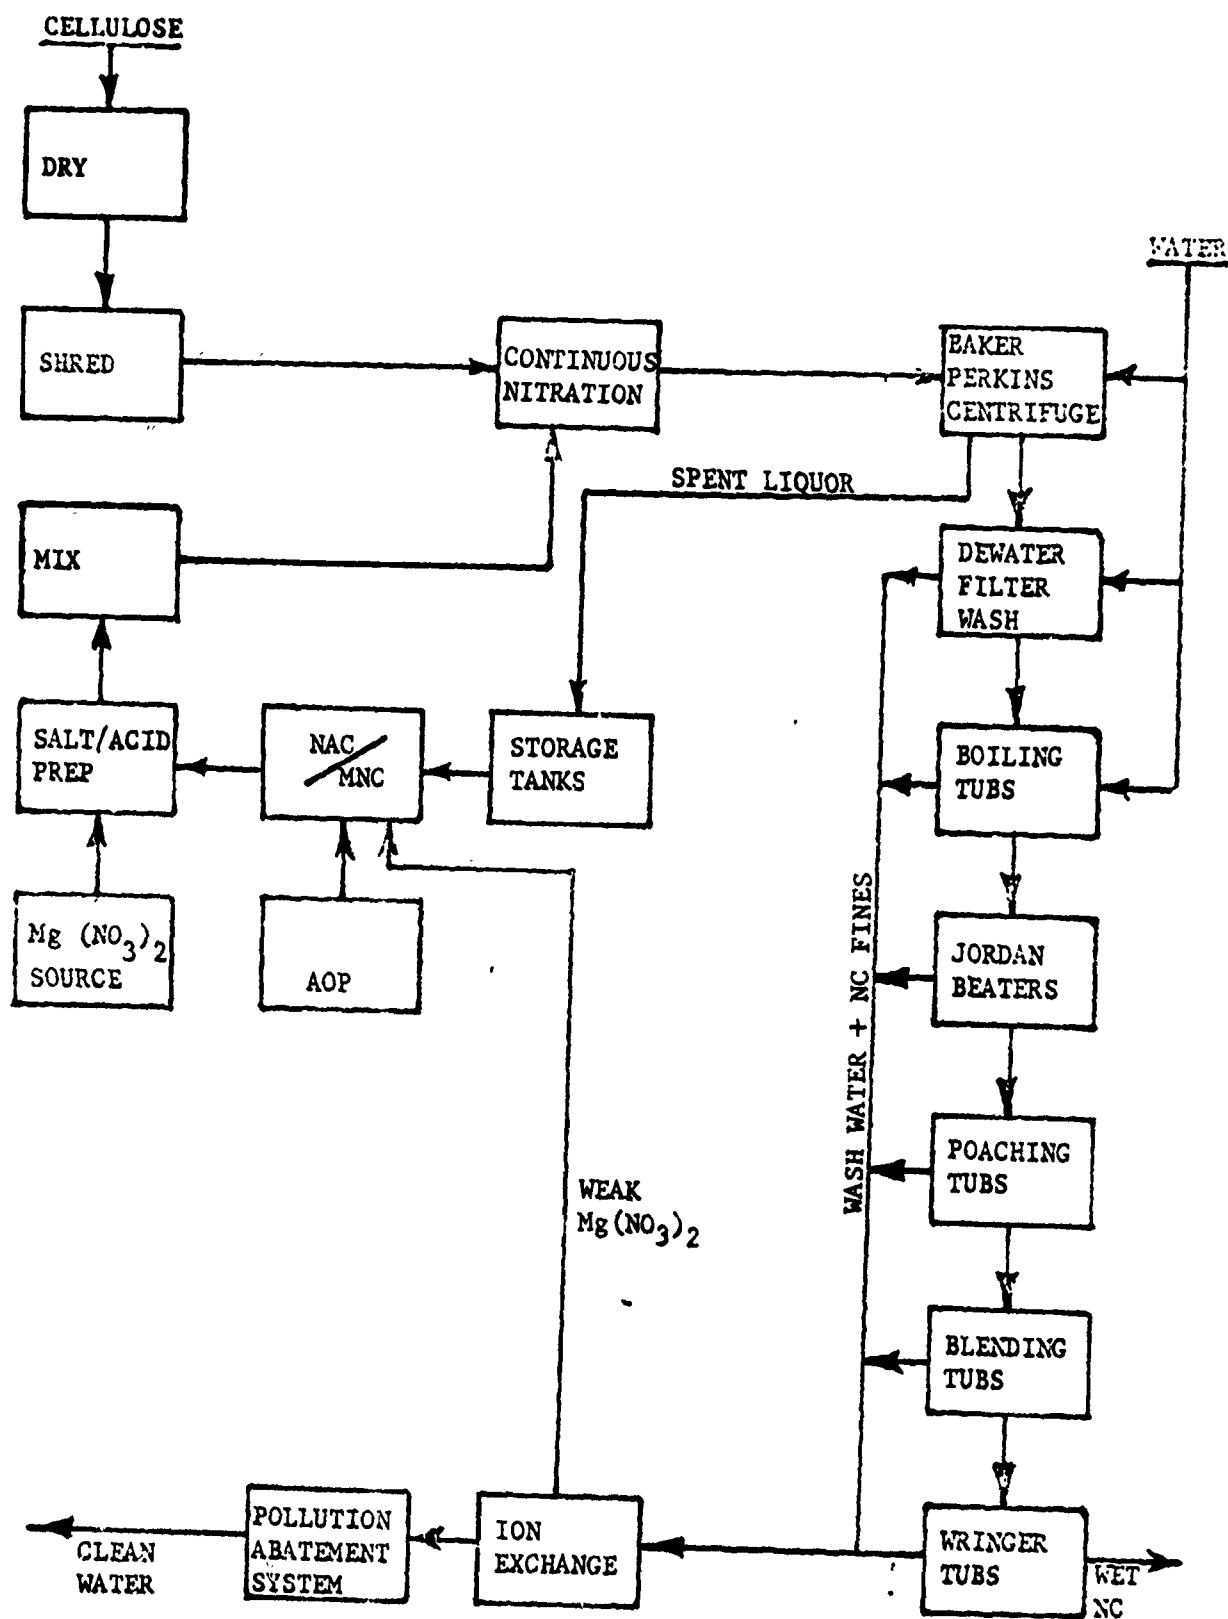 CELLULOSE
DRY
SHRED
CONTINUOUS
NITRATION
WATER
BAKER
PERKINS
CENTRIFUGE
SPENT LIQUOR
MIX
DEWATER
FILTER
WASH
SALT/ACID
PREP
NAC
MNC
STORAGE
TANKS
BOILING
TUBS
Mg (NO3)2
SOURCE
AOP
JORDAN
BEATERS
WASH WATER + NC FINES
POACHING
TUBS
WEAK
Mg(NO3)2
BLENDING
TUBS
WRINGER
TUBS
WET
NC
ION
EXCHANGE
POLLUTION
ABATEMENT
SYSTEM
CLEAN
WATER